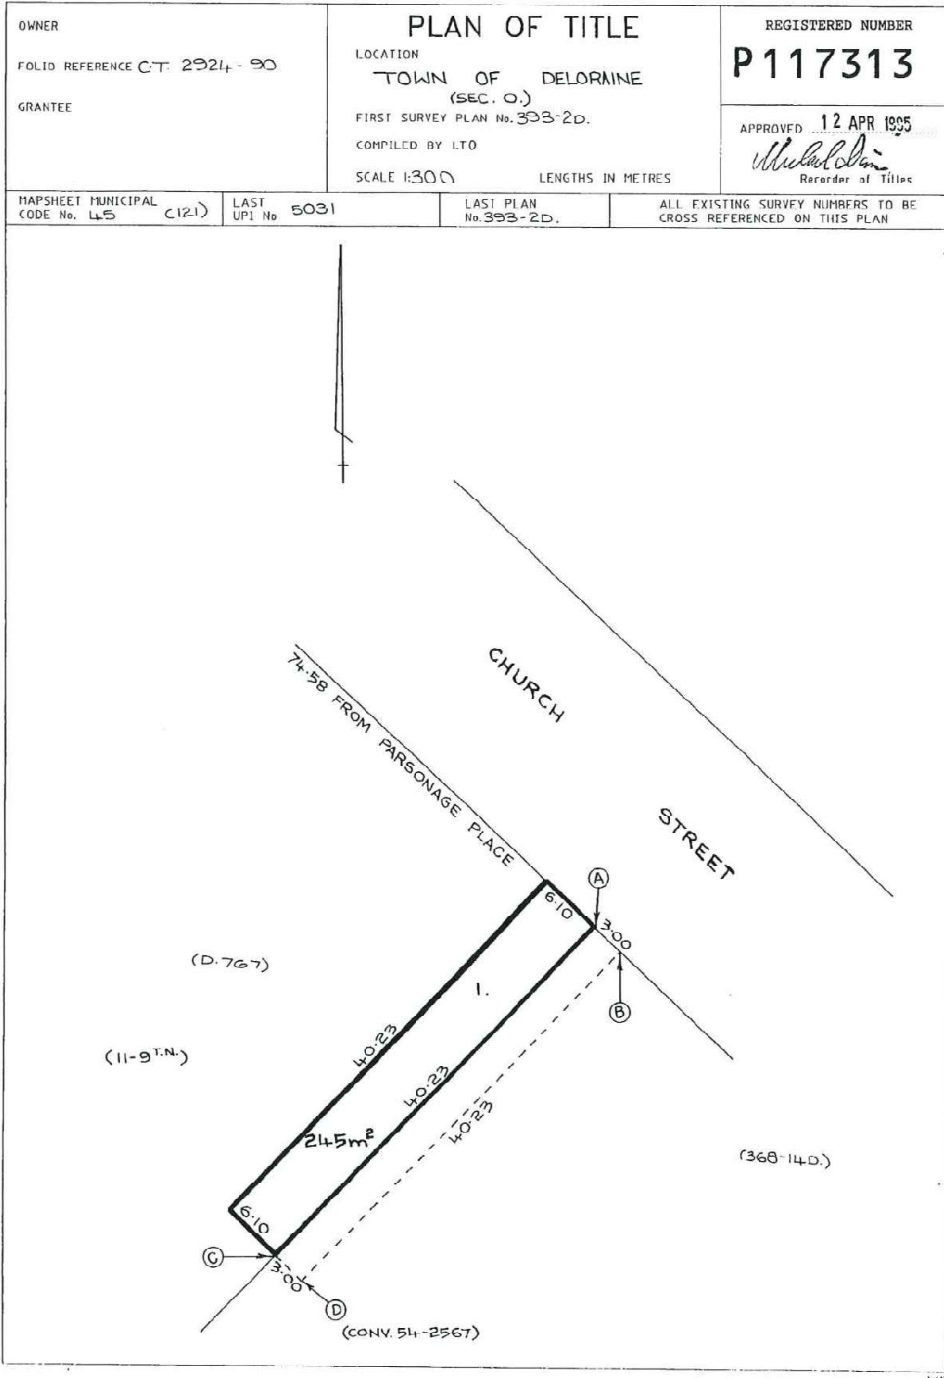 OWNER
FOLIO REFERENCE C.T. 2924 - 90
GRANTEE
PLAN OF TITLE
LOCATION
TOWN OF DELORAINE
(SEC. O.)
FIRST SURVEY PLAN No. 393-2D.
COMPILED BY LTO
SCALE 1:300 LENGTHS IN METRES
REGISTERED NUMBER
P117313
APPROVED 12 APR 1995
Recorder of Titles
MAPSHEET MUNICIPAL
CODE No. L45 C121)
LAST
UPI No 5031
LAST PLAN
No. 393-2D.
ALL EXISTING SURVEY NUMBERS TO BE
CROSS REFERENCED ON THIS PLAN
CHURCH STREET
74.58 FROM PARSONAGE PLACE
A
6.10
3.00
(D.767)
1.
B
40.23
(11-9 T.N.)
40.23
40.23
245m²
(368-14D.)
6.10
C
3.00
D
(CONV. 54-2567)